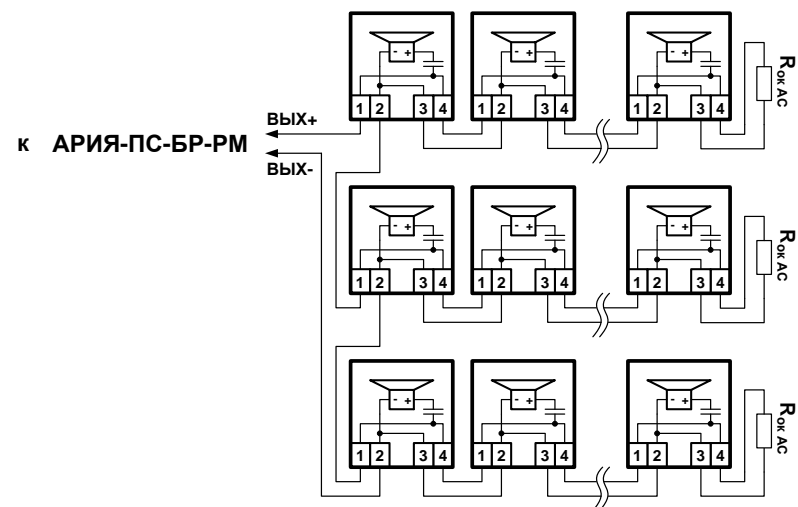 - + - + - +
1 2 3 4 1 2 3 4 1 2 3 4
Rок АС
ВЫХ+
к АРИЯ-ПС-БР-РМ
ВЫХ-
- + - + - +
1 2 3 4 1 2 3 4 1 2 3 4
Rок АС
- + - + - +
1 2 3 4 1 2 3 4 1 2 3 4
Rок АС